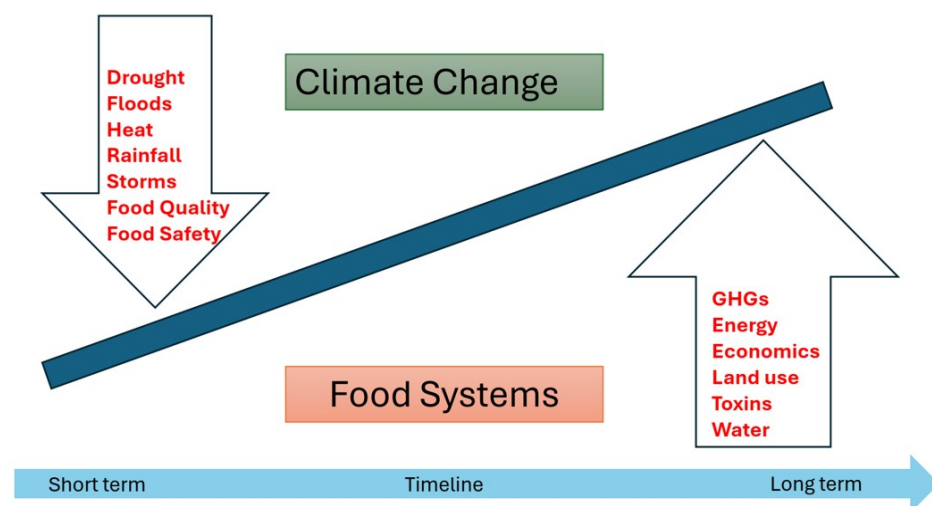 Climate Change
Drought
Floods
Heat
Rainfall
Storms
Food Quality
Food Safety
GHGs
Energy
Economics
Land use
Toxins
Water
Food Systems
Short term
Timeline
Long term